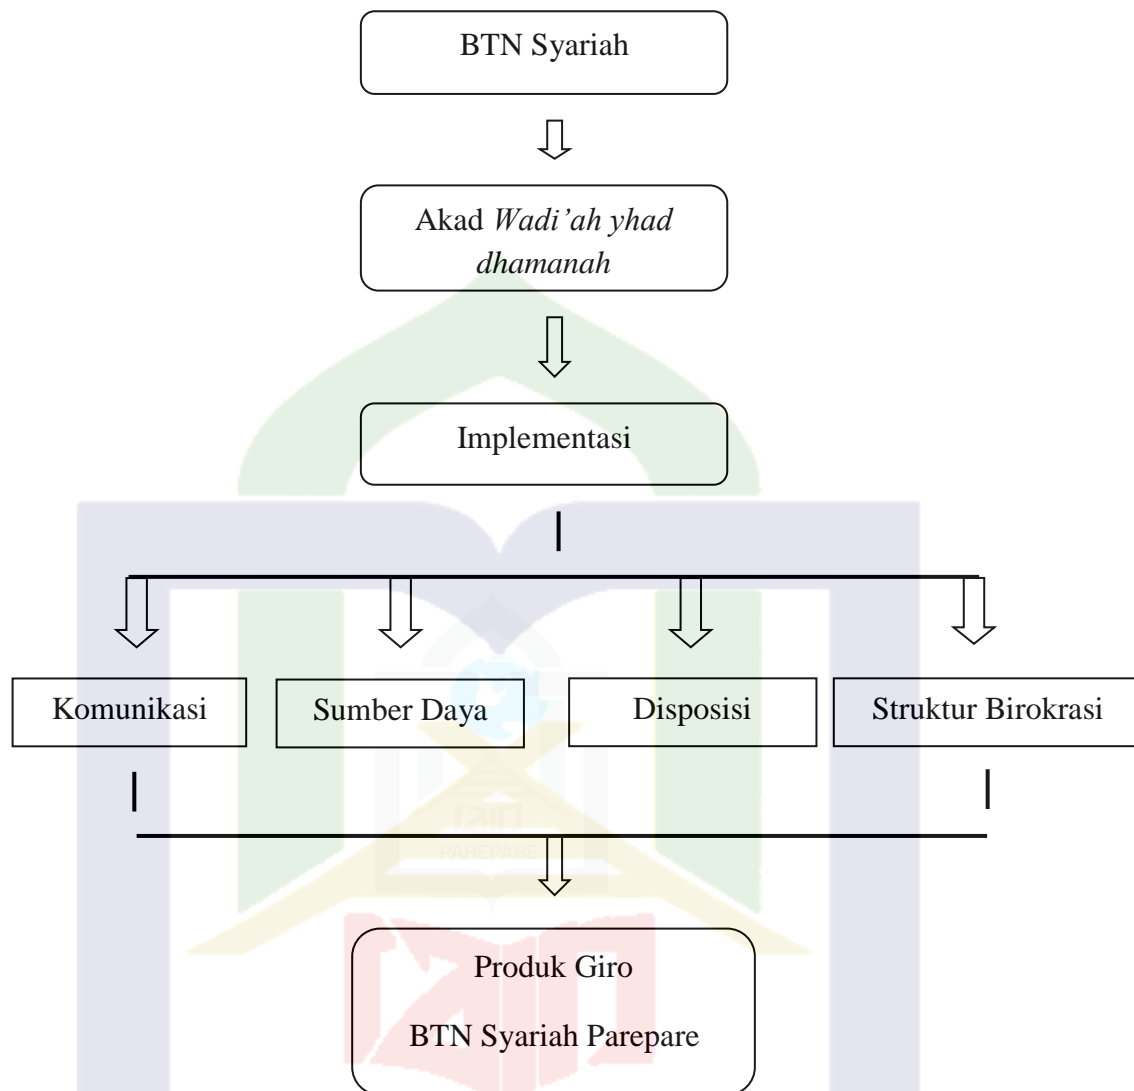 BTN Syariah
Akad Wadi’ah yhad
dhamanah
Implementasi
Komunikasi
Sumber Daya
Disposisi
Struktur Birokrasi
PAREPARE
Produk Giro
BTN Syariah Parepare